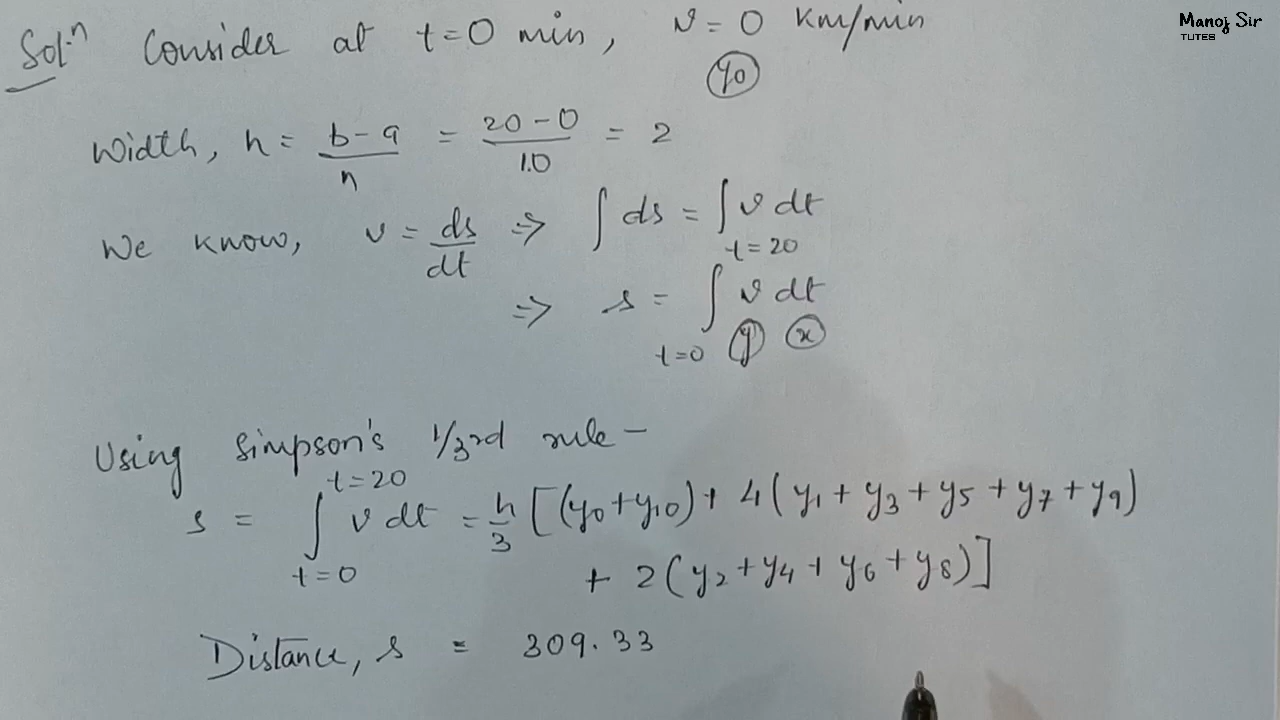 Manoj Sir
TUTES
Sol.n Consider at t=0 min, v = 0 Km/min
y0
Width, h = b-a/n = 20-0/10 = 2
We know, v = ds/dt ⇒ ∫ ds = ∫ v dt
⇒ s = ∫ t=0 t=20 v dt
y x
Using Simpson's 1/3rd rule –
s = ∫ t=0 t=20 v dt = h/3 [(y0+y10) + 4(y1+y3+y5+y7+y9)
+ 2(y2+y4+y6+y8)]
Distance, s = 309.33